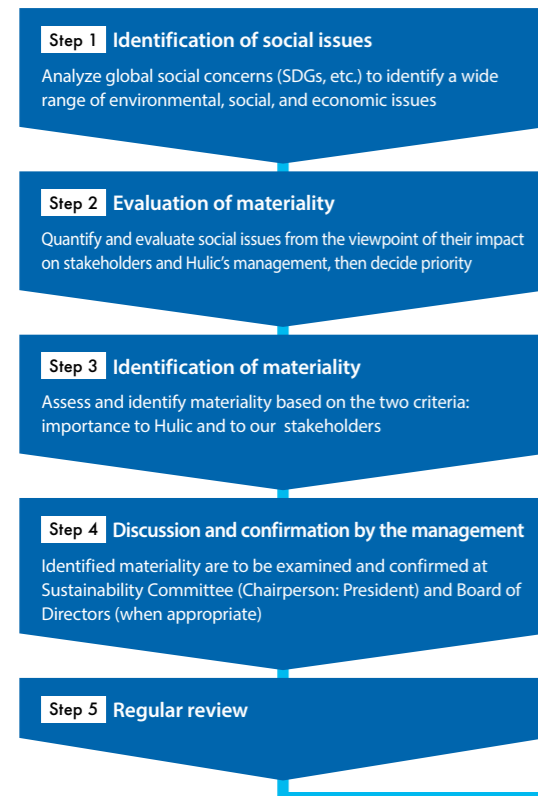 Step 1 Identification of social issues
Analyze global social concerns (SDGs, etc.) to identify a wide
range of environmental, social, and economic issues
Step 2 Evaluation of materiality
Quantify and evaluate social issues from the viewpoint of their impact
on stakeholders and Hulic’s management, then decide priority
Step 3 Identification of materiality
Assess and identify materiality based on the two criteria:
importance to Hulic and to our stakeholders
Step 4 Discussion and confirmation by the management
Identified materiality are to be examined and confirmed at
Sustainability Committee (Chairperson: President) and Board of
Directors (when appropriate)
Step 5 Regular review